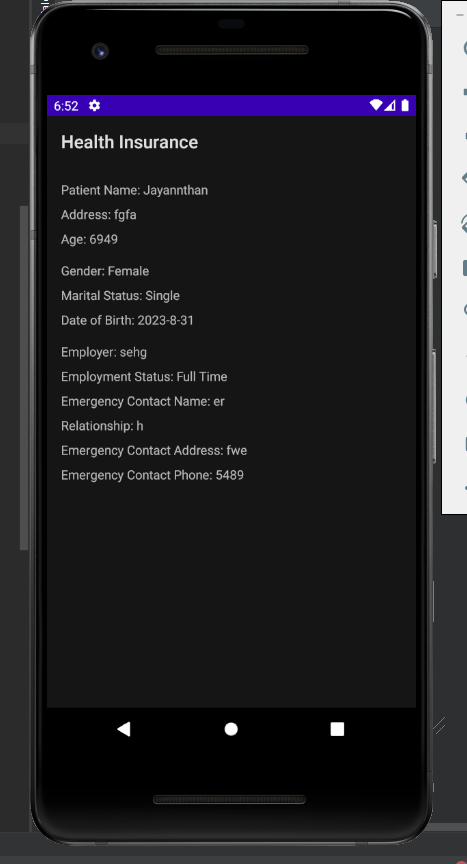 6:52
Health Insurance
Patient Name: Jayannthan
Address: fgfa
Age: 6949
Gender: Female
Marital Status: Single
Date of Birth: 2023-8-31
Employer: sehg
Employment Status: Full Time
Emergency Contact Name: er
Relationship: h
Emergency Contact Address: fwe
Emergency Contact Phone: 5489